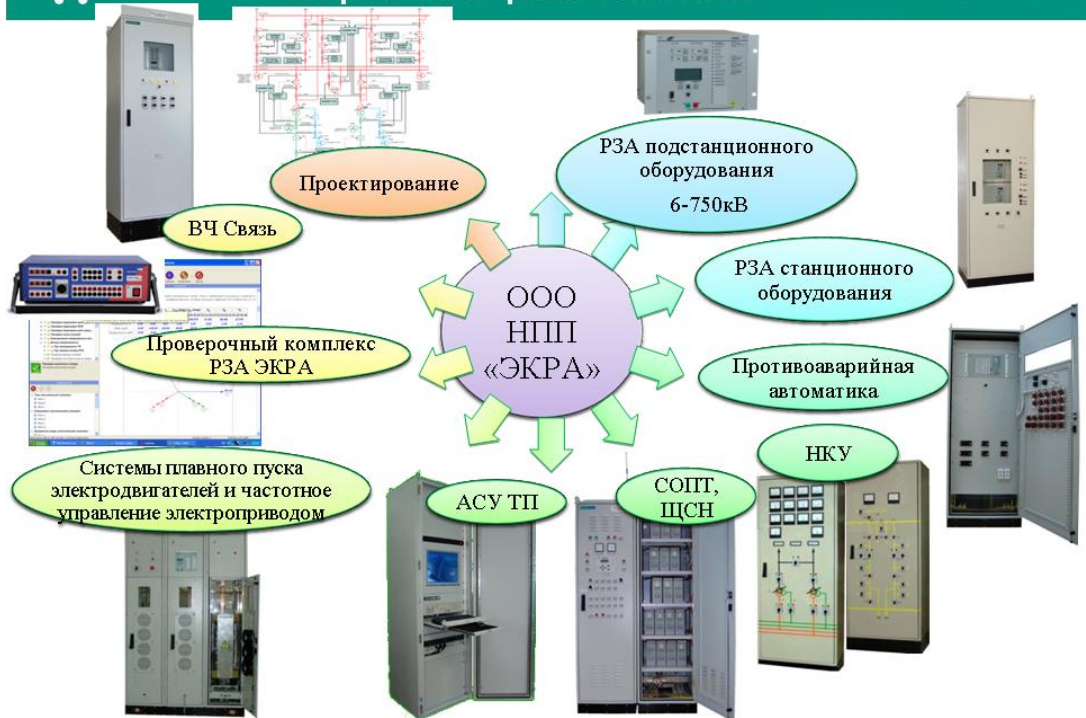 Проектирование
РЗА подстанционного
оборудования
6-750кВ
ВЧ Связь
РЗА станционного
оборудования
ООО
НПП
«ЭКРА»
Проверочный комплекс
РЗА ЭКРА
Противоаварийная
автоматика
НКУ
Системы плавного пуска
электродвигателей и частотное
управление электроприводом
АСУ ТП
СОПТ,
ЩСН